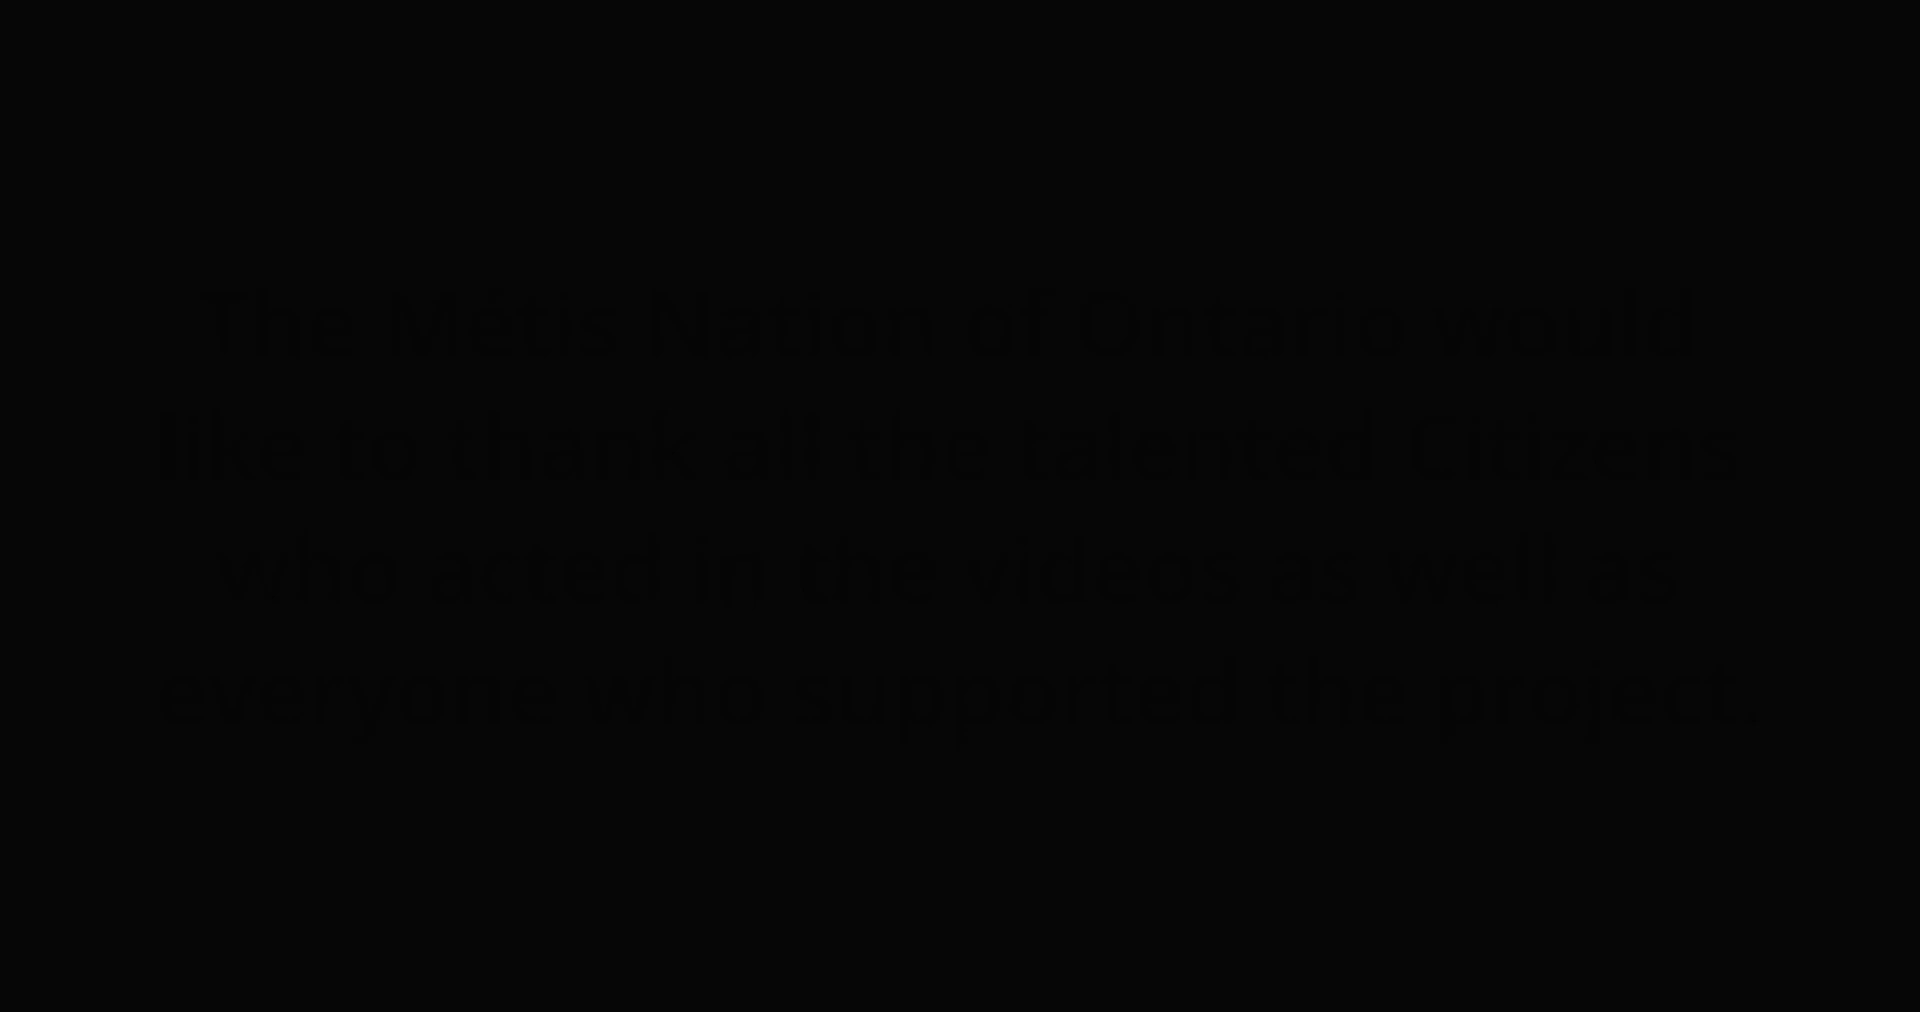 The Métis Nation of Ontario would
like to thank all the talented Citizens
who acted in the videos as well as
everyone who supported the project.